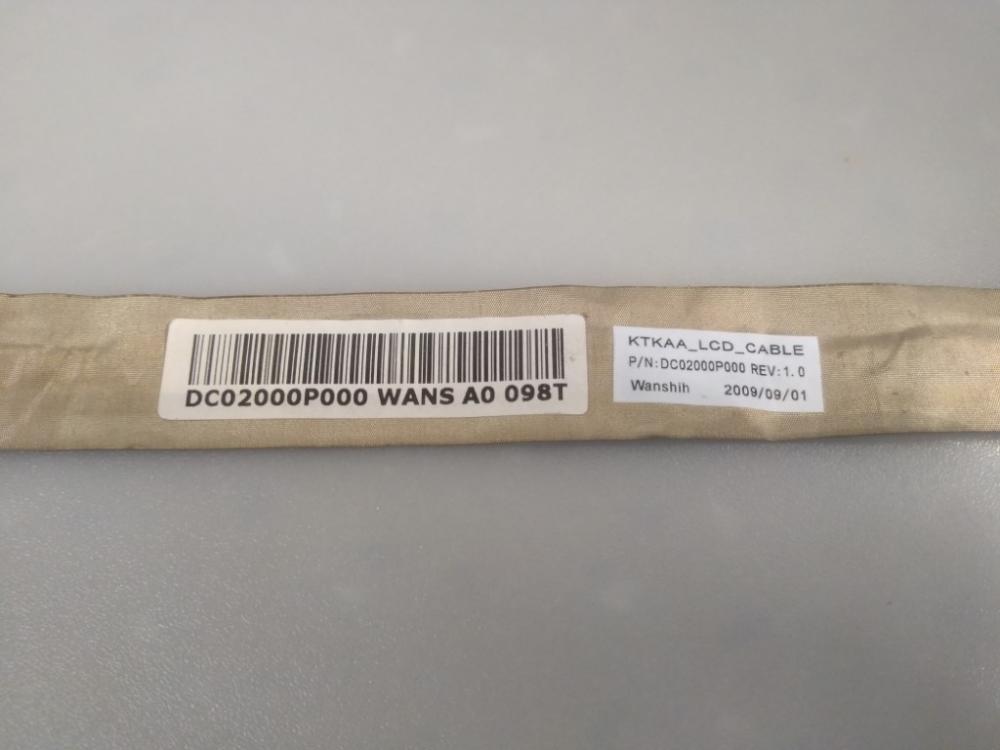 DC02000P000 WANS A0 098T
KTKAA_LCD_CABLE
P/N:DC02000P000 REV:1.0
Wanshih 2009/09/01